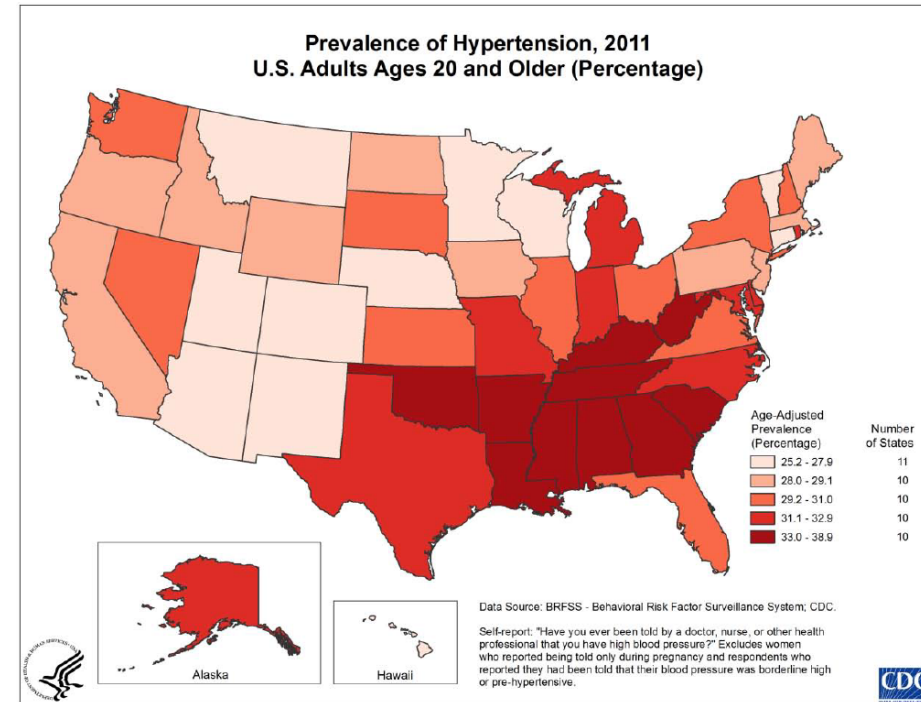 Prevalence of Hypertension, 2011
U.S. Adults Ages 20 and Older (Percentage)
Age-Adjusted
Prevalence
(Percentage)
Number
of States
25.2 - 27.9 11
28.0 - 29.1 10
29.2 - 31.0 10
31.1 - 32.9 10
33.0 - 38.9 10
Alaska
Hawaii
Data Source: BRFSS - Behavioral Risk Factor Surveillance System; CDC.
Self-report: "Have you ever been told by a doctor, nurse, or other health
professional that you have high blood pressure?" Excludes women
who reported being told only during pregnancy and respondents who
reported they had been told that their blood pressure was borderline high
or pre-hypertensive.
CDC